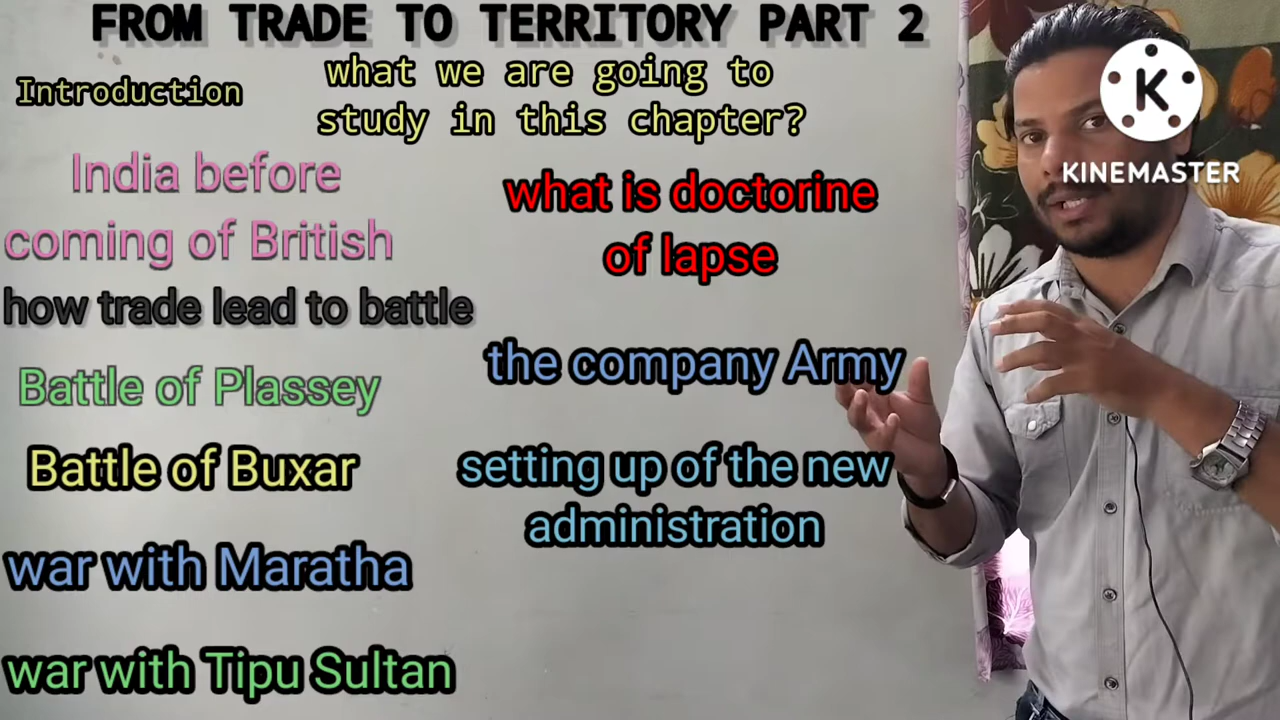 FROM TRADE TO TERRITORY PART 2
Introduction
what we are going to
study in this chapter?
India before
coming of British
how trade lead to battle
Battle of Plassey
Battle of Buxar
war with Maratha
war with Tipu Sultan
what is doctorine
of lapse
the company Army
setting up of the new
administration
K
KINEMASTER